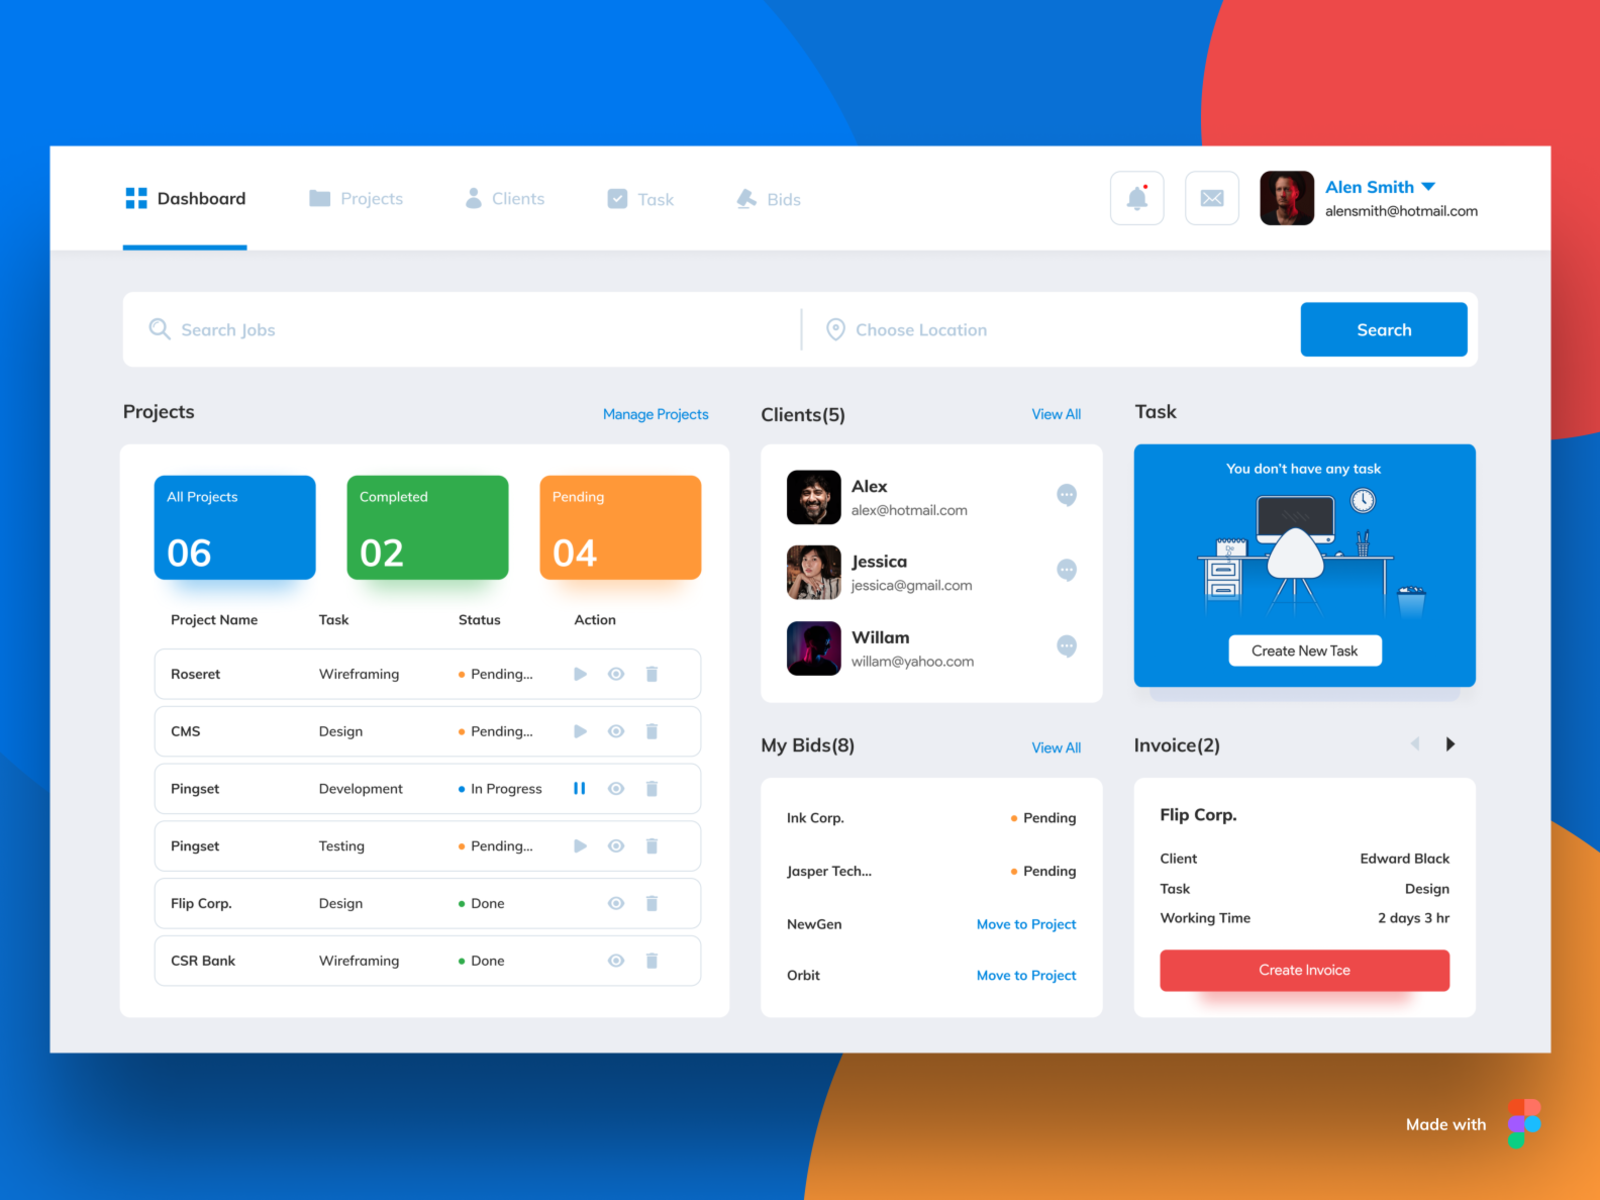 Dashboard
Projects
Clients
Task
Bids
Alen Smith
alensmith@hotmail.com
Search Jobs
Choose Location
Search
Projects
Manage Projects
All Projects
06
Completed
02
Pending
04
Project Name Task Status Action
Roseret Wireframing Pending...
CMS Design Pending...
Pingset Development In Progress
Pingset Testing Pending...
Flip Corp. Design Done
CSR Bank Wireframing Done
Clients(5)
View All
Alex
alex@hotmail.com
Jessica
jessica@gmail.com
Willam
willam@yahoo.com
Task
You don't have any task
Create New Task
My Bids(8)
View All
Ink Corp. Pending
Jasper Tech... Pending
NewGen Move to Project
Orbit Move to Project
Invoice(2)
Flip Corp.
Client Edward Black
Task Design
Working Time 2 days 3 hr
Create Invoice
Made with